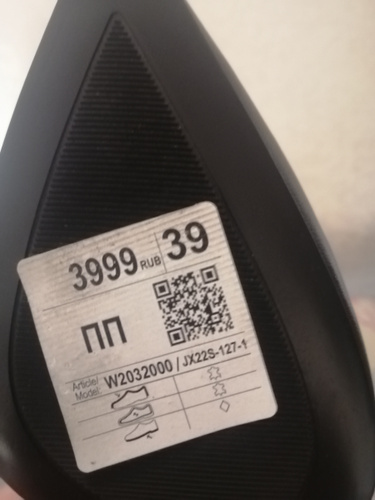 3999 RUB 39
ПП
Article/
Model: W2032000 / JX22S-127-1